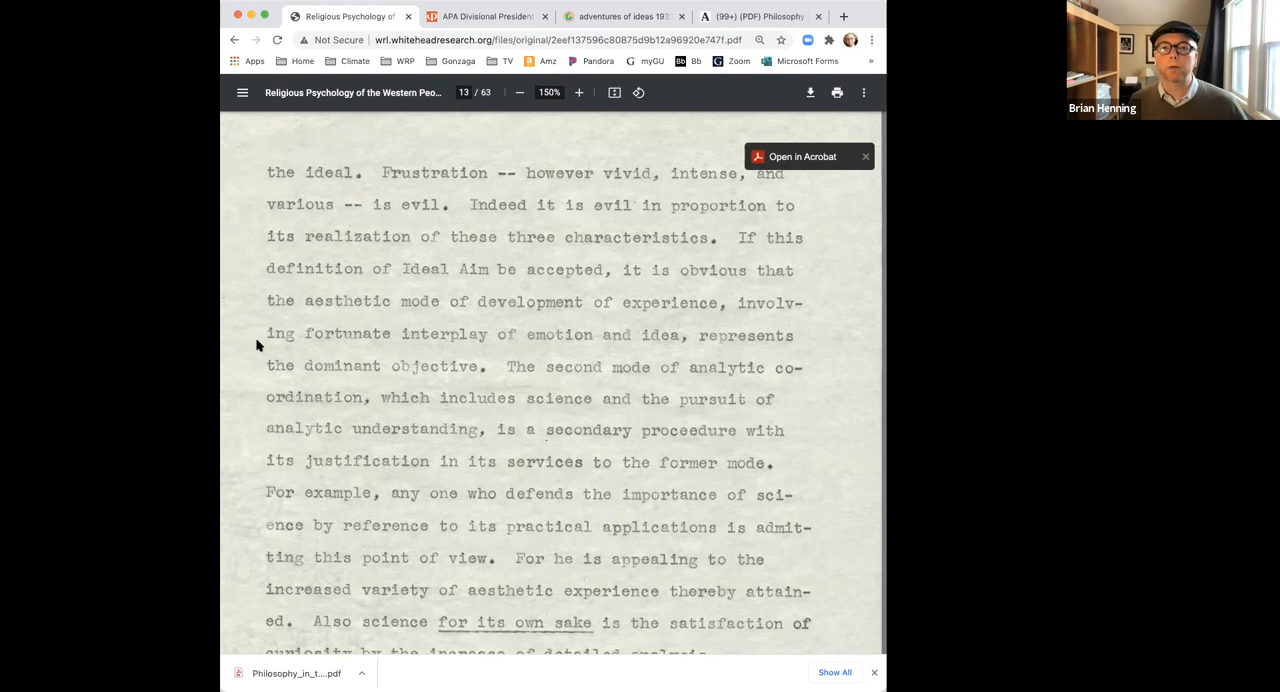 Religious Psychology of
APA Divisional President
adventures of ideas 193
(99+) (PDF) Philosophy
Not Secure
wrl.whiteheadresearch.org/files/original/2eef137596c80875d9b12a96920e747f.pdf
Apps Home Climate WRP Gonzaga TV Amz Pandora myGU Bb Zoom Microsoft Forms »
Religious Psychology of the Western Peo... 13 / 63 150%
Open in Acrobat
the ideal. Frustration -- however vivid, intense, and
various -- is evil. Indeed it is evil in proportion to
its realization of these three characteristics. If this
definition of Ideal Aim be accepted, it is obvious that
the aesthetic mode of development of experience, involv-
ing fortunate interplay of emotion and idea, represents
the dominant objective. The second mode of analytic co-
ordination, which includes science and the pursuit of
analytic understanding, is a secondary proceedure with
its justification in its services to the former mode.
For example, any one who defends the importance of sci-
ence by reference to its practical applications is admit-
ting this point of view. For he is appealing to the
increased variety of aesthetic experience thereby attain-
ed. Also science for its own sake is the satisfaction of
curiosity by the increase of detailed analysis
Philosophy_in_t....pdf
Show All
Brian Henning